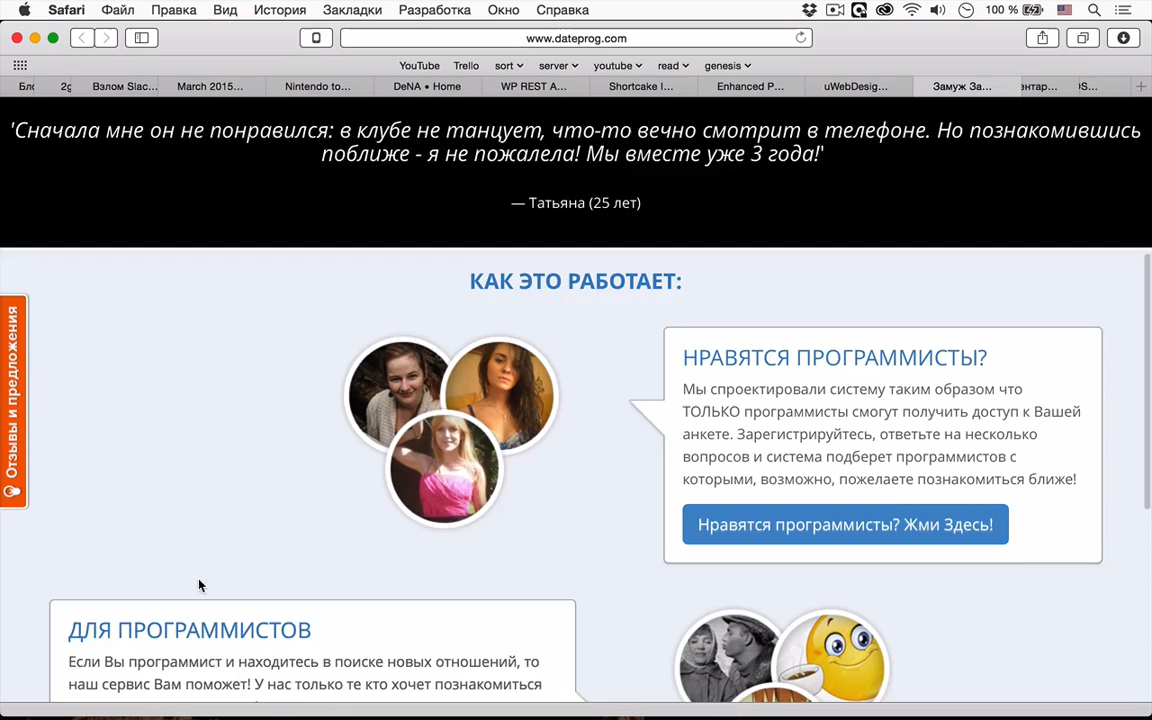 Safari Файл Правка Вид История Закладки Разработка Окно Справка 100 %
www.dateprog.com
YouTube Trello sort server youtube read genesis
Бло 2g Взлом Slac... March 2015... Nintendo to... DeNA • Home WP REST A... Shortcake I... Enhanced P... uWebDesig... Замуж За... ентар... S...
'Сначала мне он не понравился: в клубе не танцует, что-то вечно смотрит в телефоне. Но познакомившись
поближе - я не пожалела! Мы вместе уже 3 года!'
— Татьяна (25 лет)
КАК ЭТО РАБОТАЕТ:
Отзывы и предложения
НРАВЯТСЯ ПРОГРАММИСТЫ?
Мы спроектировали систему таким образом что
ТОЛЬКО программисты смогут получить доступ к Вашей
анкете. Зарегистрируйтесь, ответьте на несколько
вопросов и система подберет программистов с
которыми, возможно, пожелаете познакомиться ближе!
Нравятся программисты? Жми Здесь!
ДЛЯ ПРОГРАММИСТОВ
Если Вы программист и находитесь в поиске новых отношений, то
наш сервис Вам поможет! У нас только те кто хочет познакомиться